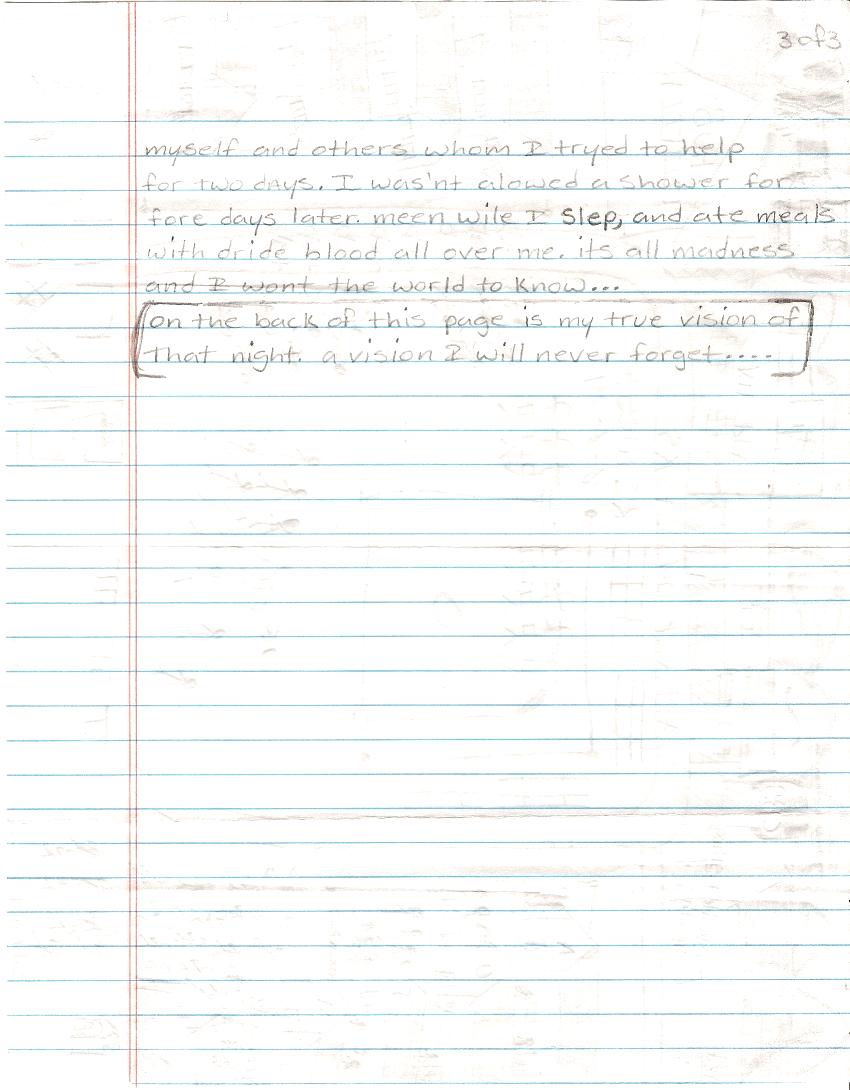 3 of 3
myself and others whom I tryed to help
for two days. I was'nt alowed a shower for
fore days later. meen wile I Slep, and ate meals
with dride blood all over me. its all madness
and I wont the world to know...
on the back of this page is my true vision of
that night. a vision I will never forget....